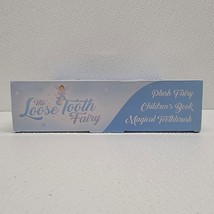 The
Loose Tooth
Fairy
Plush Fairy
Children's Book
Magical Toothbrush